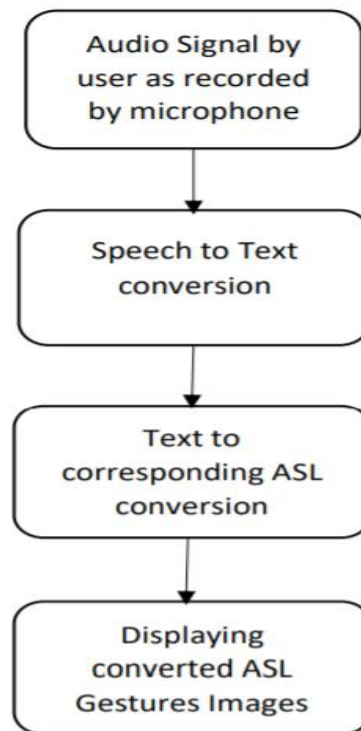 Audio Signal by
user as recorded
by microphone
Speech to Text
conversion
Text to
corresponding ASL
conversion
Displaying
converted ASL
Gestures Images